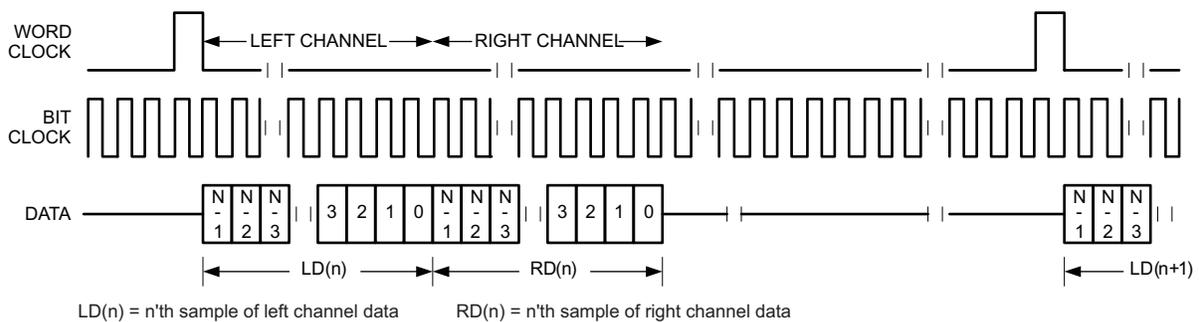 WORD
CLOCK
LEFT CHANNEL
RIGHT CHANNEL
BIT
CLOCK
DATA
N-1 N-2 N-3 3 2 1 0 N-1 N-2 N-3 3 2 1 0 N-1 N-2 N-3
LD(n) RD(n) LD(n+1)
LD(n) = n'th sample of left channel data RD(n) = n'th sample of right channel data